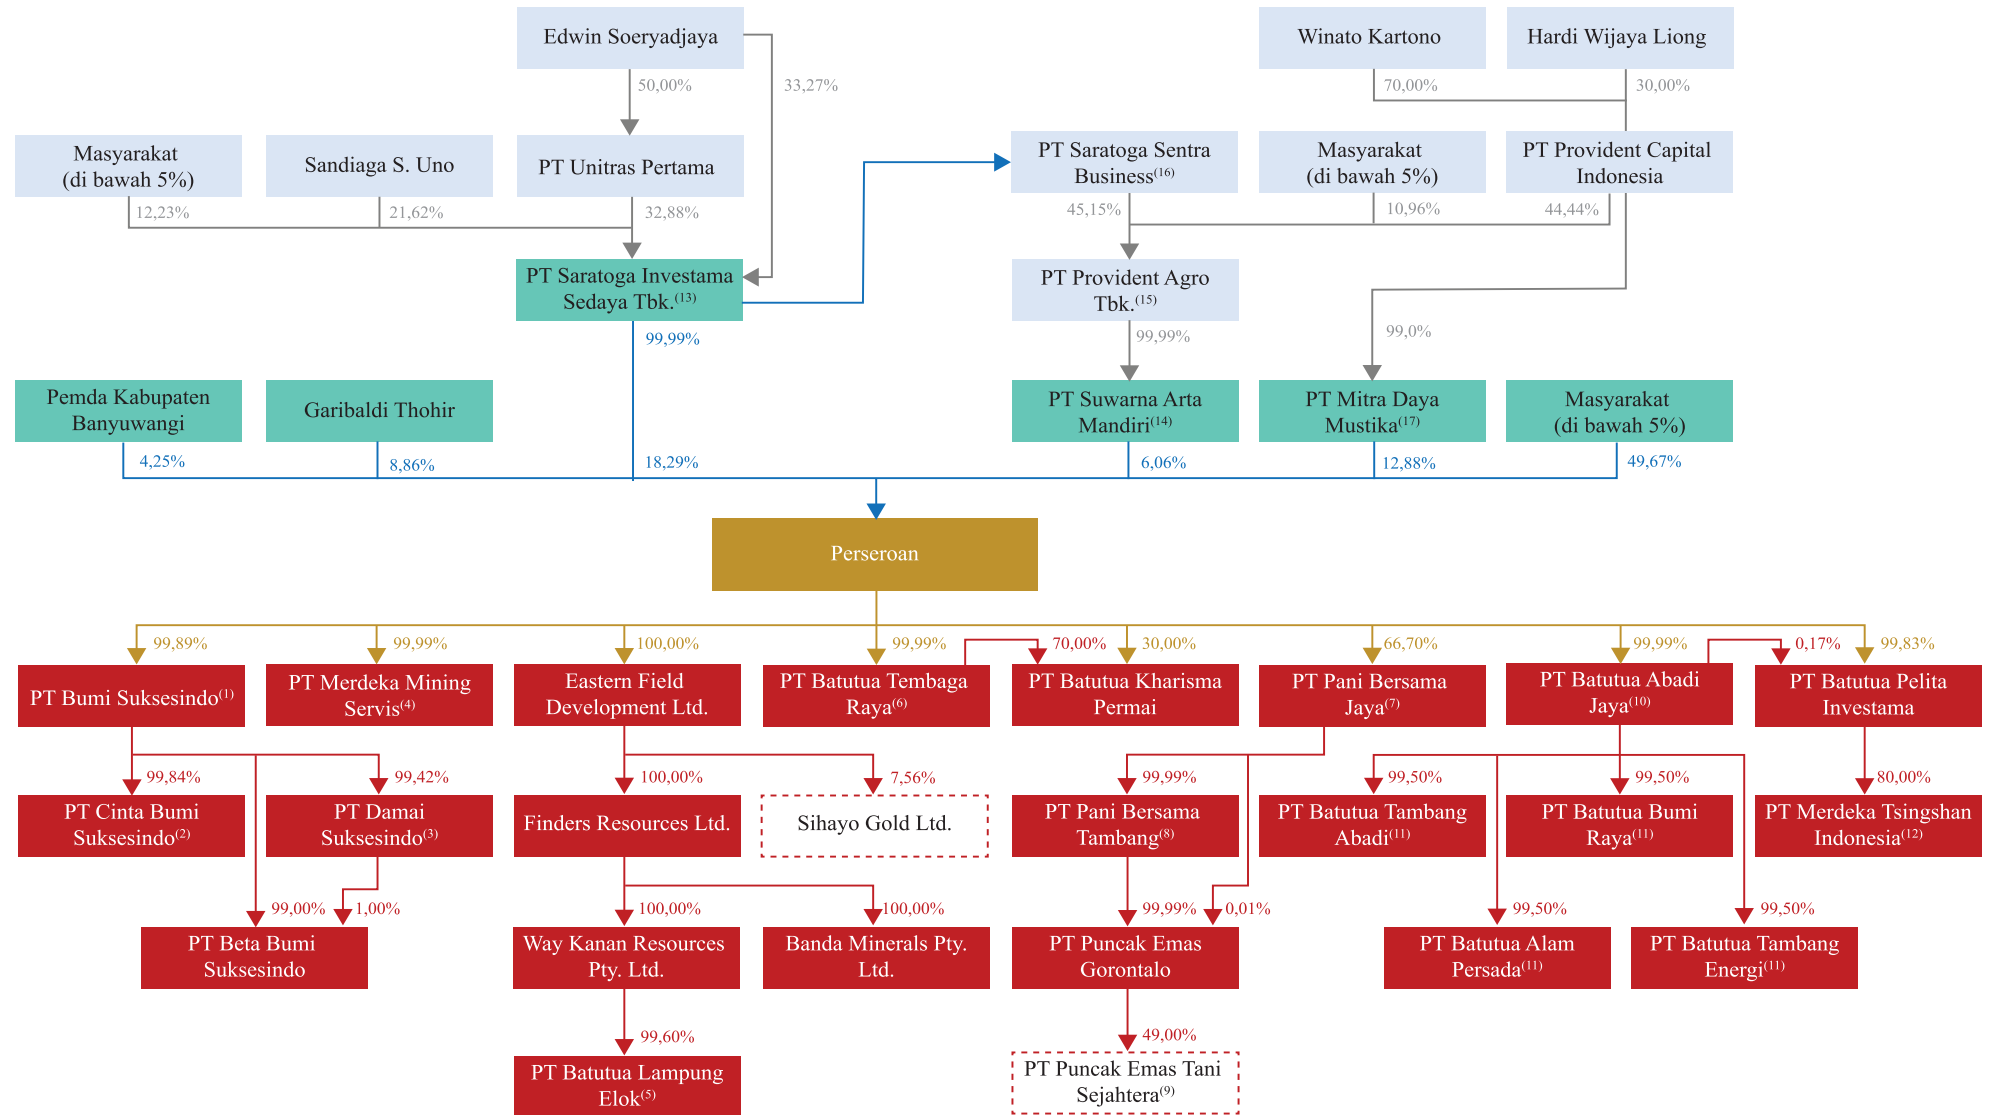 Edwin Soeryadjaya
Winato Kartono
Hardi Wijaya Liong
50,00%
33,27%
70,00%
30,00%
Masyarakat
(di bawah 5%)
Sandiaga S. Uno
PT Unitras Pertama
PT Saratoga Sentra
Business(16)
Masyarakat
(di bawah 5%)
PT Provident Capital
Indonesia
12,23%
21,62%
32,88%
45,15%
10,96%
44,44%
PT Saratoga Investama
Sedaya Tbk.(13)
PT Provident Agro
Tbk.(15)
99,99%
99,99%
99,0%
Pemda Kabupaten
Banyuwangi
Garibaldi Thohir
PT Suwarna Arta
Mandiri(14)
PT Mitra Daya
Mustika(17)
Masyarakat
(di bawah 5%)
4,25%
8,86%
18,29%
6,06%
12,88%
49,67%
Perseroan
99,89%
99,99%
100,00%
99,99%
70,00%
30,00%
66,70%
99,99%
0,17%
99,83%
PT Bumi Suksesindo(1)
PT Merdeka Mining
Servis(4)
Eastern Field
Development Ltd.
PT Batutua Tembaga
Raya(6)
PT Batutua Kharisma
Permai
PT Pani Bersama
Jaya(7)
PT Batutua Abadi
Jaya(10)
PT Batutua Pelita
Investama
99,84%
99,42%
100,00%
7,56%
99,99%
99,50%
99,50%
80,00%
PT Cinta Bumi
Suksesindo(2)
PT Damai
Suksesindo(3)
Finders Resources Ltd.
Sihayo Gold Ltd.
PT Pani Bersama
Tambang(8)
PT Batutua Tambang
Abadi(11)
PT Batutua Bumi
Raya(11)
PT Merdeka Tsingshan
Indonesia(12)
99,00%
1,00%
100,00%
100,00%
99,99%
0,01%
99,50%
99,50%
PT Beta Bumi
Suksesindo
Way Kanan Resources
Pty. Ltd.
Banda Minerals Pty.
Ltd.
PT Puncak Emas
Gorontalo
PT Batutua Alam
Persada(11)
PT Batutua Tambang
Energi(11)
99,60%
49,00%
PT Batutua Lampung
Elok(5)
PT Puncak Emas Tani
Sejahtera(9)